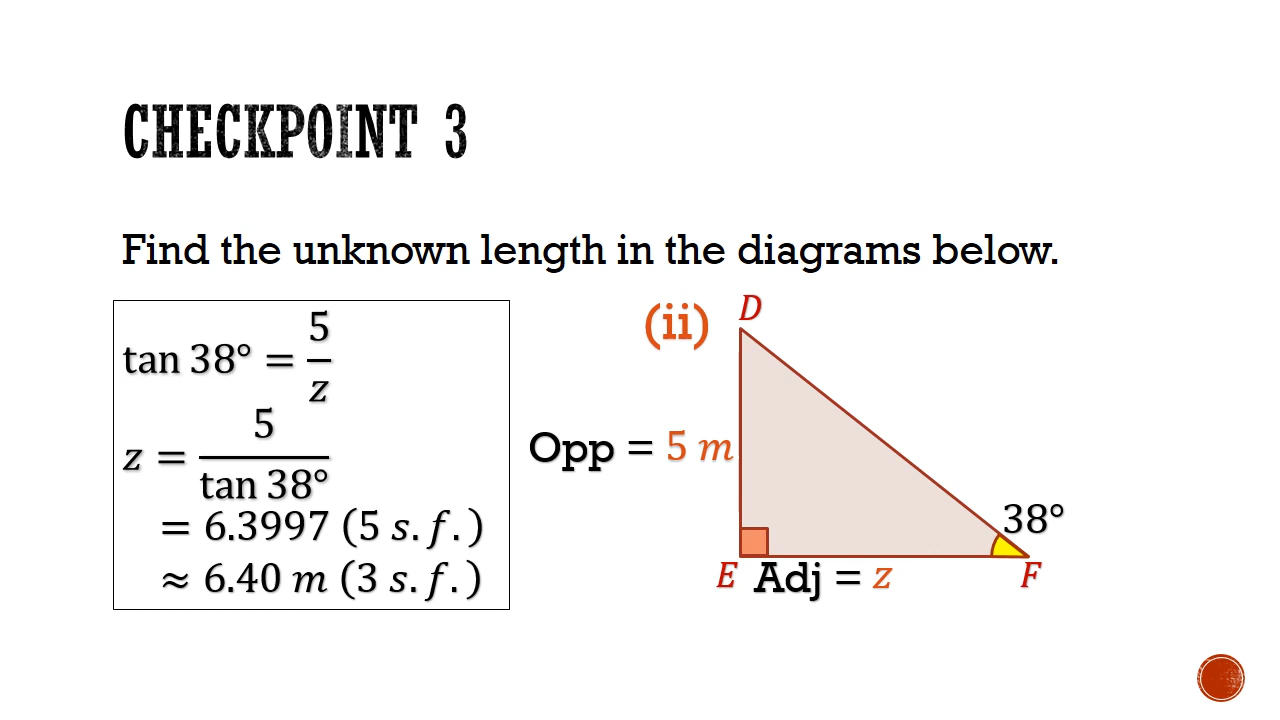 CHECKPOINT 3
Find the unknown length in the diagrams below.
tan 38° = 5/z
z = 5/tan 38°
= 6.3997 (5 s.f.)
≈ 6.40 m (3 s.f.)
(ii)
D
Opp = 5 m
38°
E
Adj = z
F